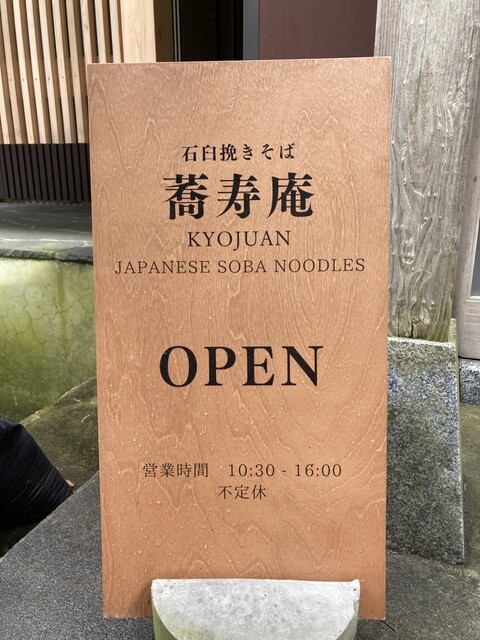 石臼挽きそば
蕎寿庵
KYOJUAN
JAPANESE SOBA NOODLES
OPEN
営業時間 10:30 - 16:00
不定休